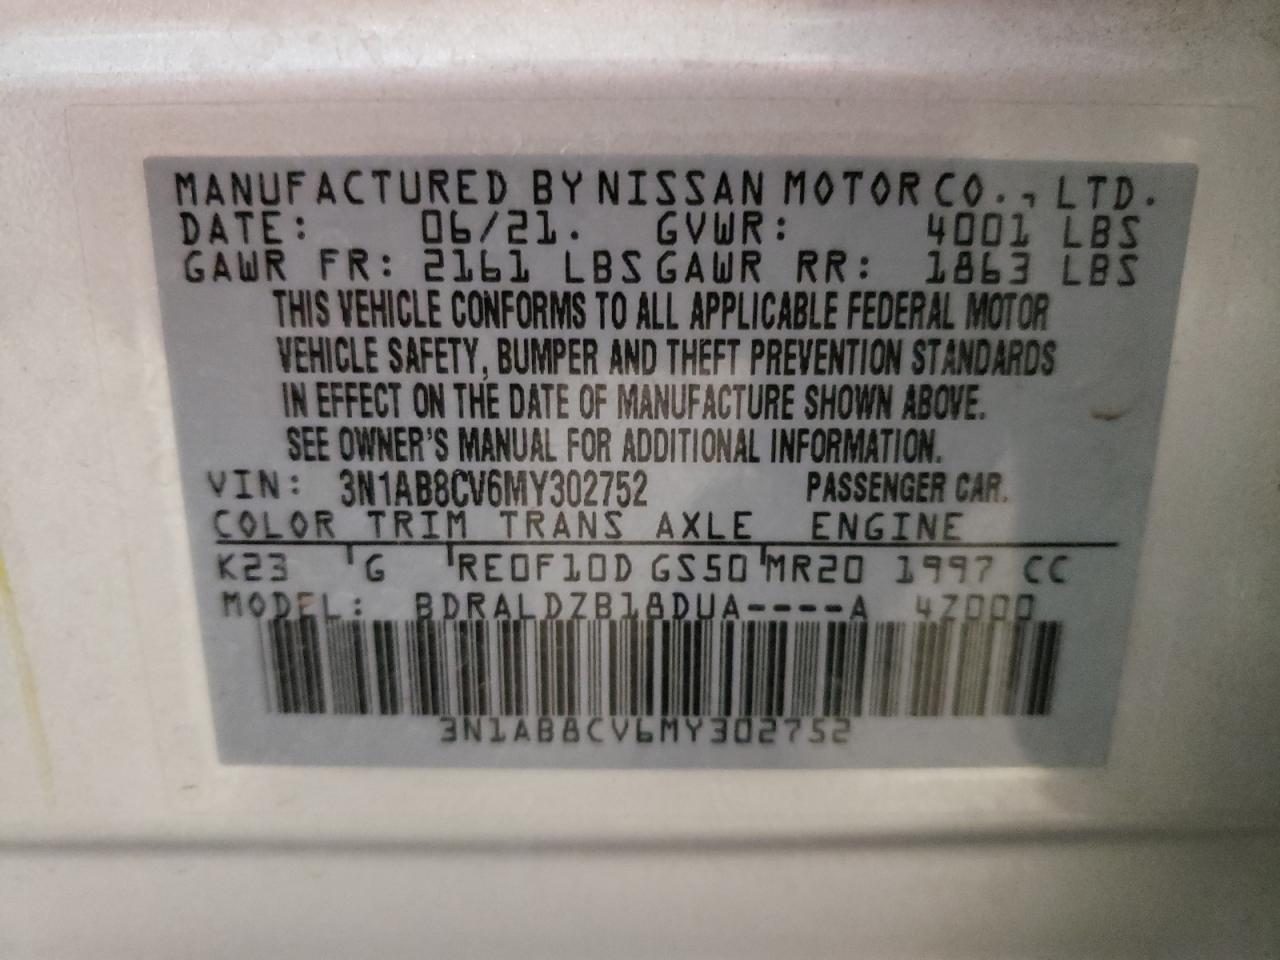 MANUFACTURED BY NISSAN MOTOR CO., LTD.
DATE: 06/21. GVWR: 4001 LBS
GAWR FR: 2161 LBS GAWR RR: 1863 LBS
THIS VEHICLE CONFORMS TO ALL APPLICABLE FEDERAL MOTOR
VEHICLE SAFETY, BUMPER AND THEFT PREVENTION STANDARDS
IN EFFECT ON THE DATE OF MANUFACTURE SHOWN ABOVE.
SEE OWNER'S MANUAL FOR ADDITIONAL INFORMATION.
VIN: 3N1AB8CV6MY302752 PASSENGER CAR.
COLOR TRIM TRANS AXLE ENGINE
K23 G RE0F10D GS50 MR20 1997 CC
MODEL: BDRALDZB18DUA----A 4Z000
3N1AB8CV6MY302752